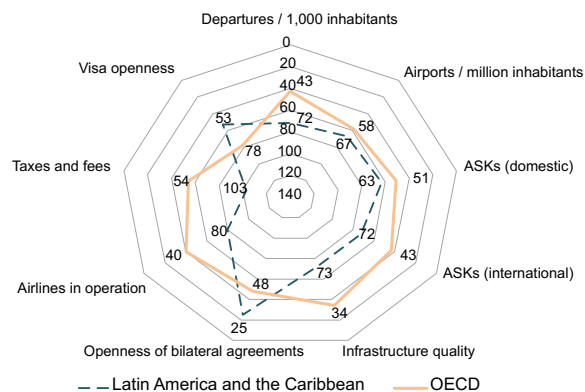 Departures / 1,000 inhabitants
0
20
43
40
Visa openness
Airports / million inhabitants
60
53
72
58
80
67
78
100
Taxes and fees
ASKs (domestic)
120
54
103
63
51
140
80
72
40
43
73
ASKs (international)
48
Airlines in operation
34
25
Openness of bilateral agreements
Infrastructure quality
Latin America and the Caribbean
OECD